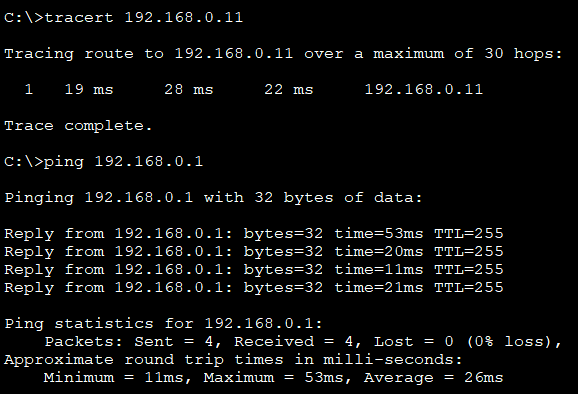 C:\>tracert 192.168.0.11
Tracing route to 192.168.0.11 over a maximum of 30 hops:
1 19 ms 28 ms 22 ms 192.168.0.11
Trace complete.
C:\>ping 192.168.0.1
Pinging 192.168.0.1 with 32 bytes of data:
Reply from 192.168.0.1: bytes=32 time=53ms TTL=255
Reply from 192.168.0.1: bytes=32 time=20ms TTL=255
Reply from 192.168.0.1: bytes=32 time=11ms TTL=255
Reply from 192.168.0.1: bytes=32 time=21ms TTL=255
Ping statistics for 192.168.0.1:
Packets: Sent = 4, Received = 4, Lost = 0 (0% loss),
Approximate round trip times in milli-seconds:
Minimum = 11ms, Maximum = 53ms, Average = 26ms